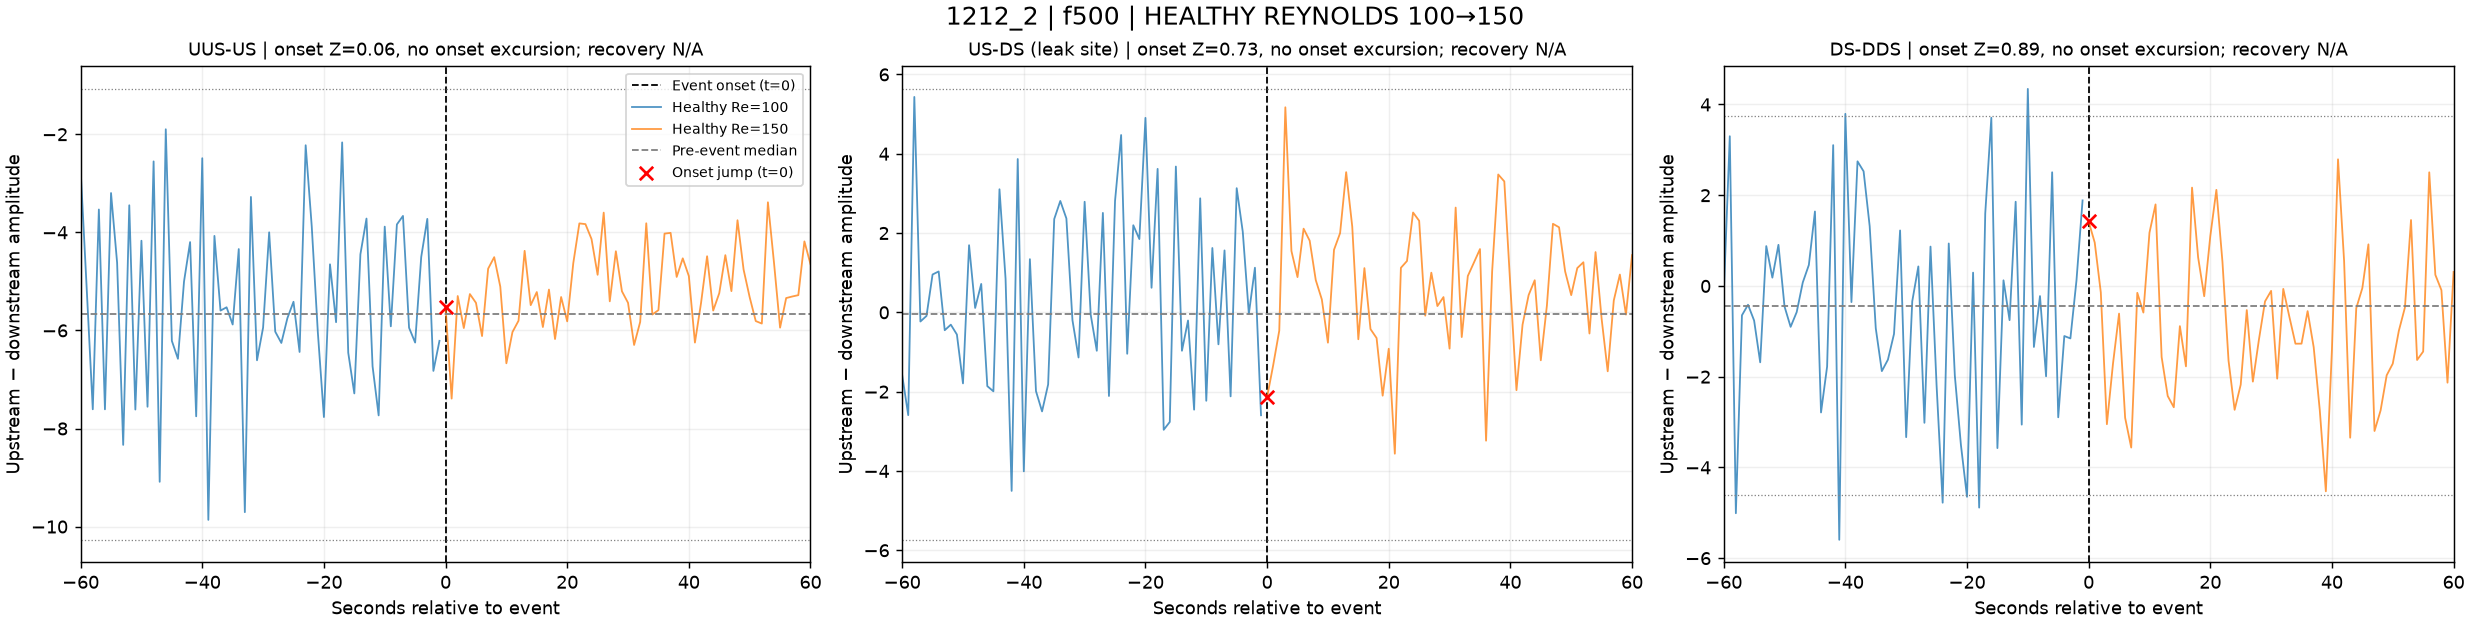 1212_2 | f500 | HEALTHY REYNOLDS 100→150
UUS-US | onset Z=0.06, no onset excursion; recovery N/A
Upstream − downstream amplitude
−2
−4
−6
−8
−10
−60
−40
−20
0
20
40
60
Seconds relative to event
Event onset (t=0)
Healthy Re=100
Healthy Re=150
Pre-event median
Onset jump (t=0)
US-DS (leak site) | onset Z=0.73, no onset excursion; recovery N/A
Upstream − downstream amplitude
6
4
2
0
−2
−4
−6
−60
−40
−20
0
20
40
60
Seconds relative to event
DS-DDS | onset Z=0.89, no onset excursion; recovery N/A
Upstream − downstream amplitude
4
2
0
−2
−4
−6
−60
−40
−20
0
20
40
60
Seconds relative to event